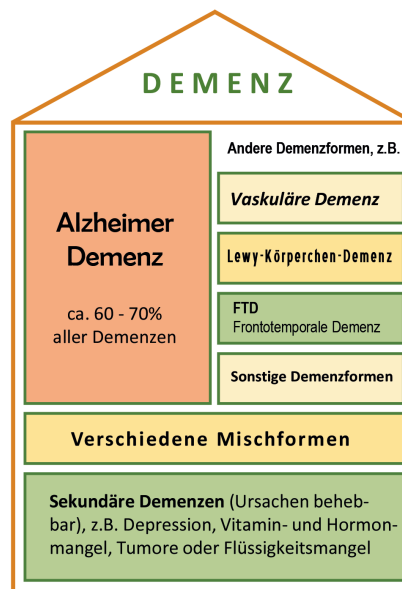 DEMENZ
Alzheimer
Demenz
ca. 60 - 70%
aller Demenzen
Andere Demenzformen, z.B.
Vaskuläre Demenz
Lewy-Körperchen-Demenz
FTD
Frontotemporale Demenz
Sonstige Demenzformen
Verschiedene Mischformen
Sekundäre Demenzen (Ursachen beheb-
bar), z.B. Depression, Vitamin- und Hormon-
mangel, Tumore oder Flüssigkeitsmangel